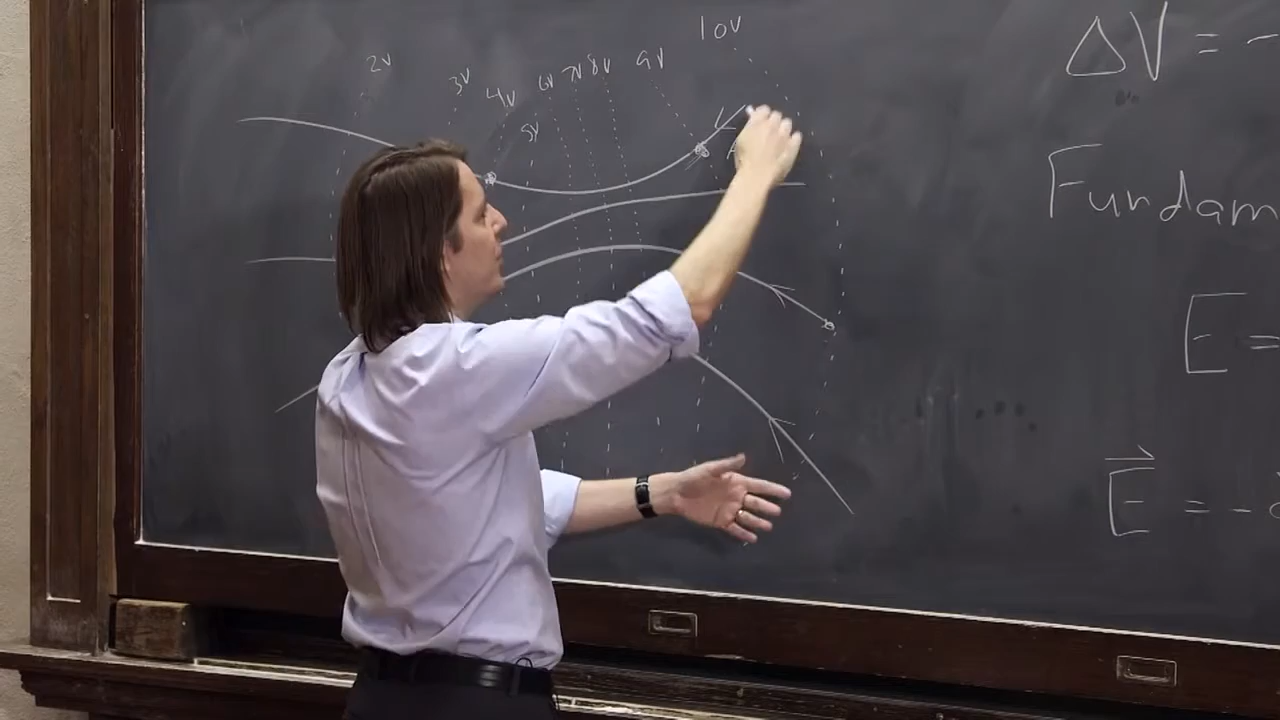 2V 3V 4V 5V 6V 7V 8V 9V 10V
ΔV = -
Fundam
E =
E⃗ = -